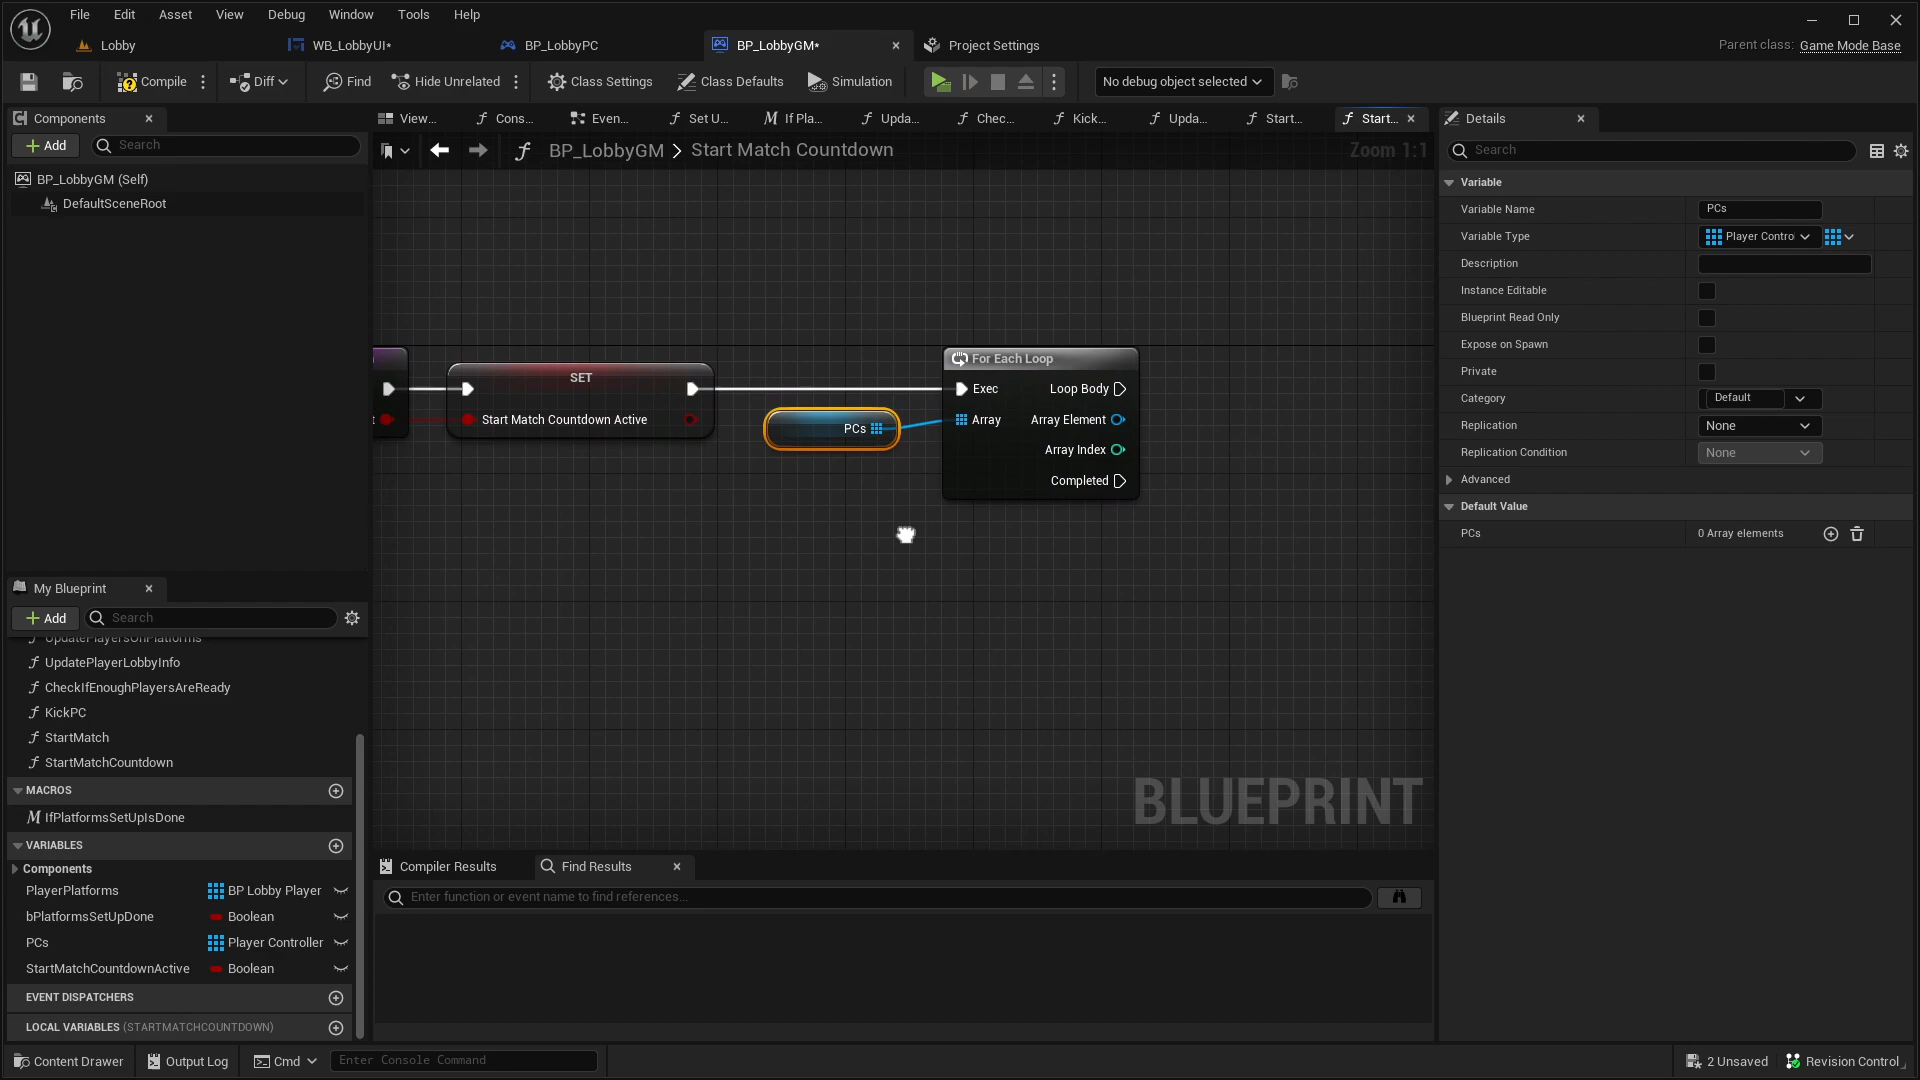 File Edit Asset View Debug Window Tools Help
Lobby WB_LobbyUI* BP_LobbyPC BP_LobbyGM* Project Settings Parent class: Game Mode Base
Compile Diff Find Hide Unrelated Class Settings Class Defaults Simulation No debug object selected
Components View... Cons... Even... Set U... If Pla... Upda... Chec... Kick... Upda... Start... Start... Details
Add Search BP_LobbyGM > Start Match Countdown Zoom 1:1 Search
BP_LobbyGM (Self)
DefaultSceneRoot
Variable
Variable Name PCs
Variable Type Player Contro
Description
Instance Editable
Blueprint Read Only
Expose on Spawn
Private
Category Default
Replication None
Replication Condition None
Advanced
Default Value
PCs 0 Array elements
SET
Start Match Countdown Active
PCs
For Each Loop
Exec Loop Body
Array Array Element
Array Index
Completed
BLUEPRINT
My Blueprint
Add Search
UpdatePlayersOnPlatforms
UpdatePlayerLobbyInfo
CheckIfEnoughPlayersAreReady
KickPC
StartMatch
StartMatchCountdown
MACROS
IfPlatformsSetUpIsDone
VARIABLES
Components
PlayerPlatforms BP Lobby Player
bPlatformsSetUpDone Boolean
PCs Player Controller
StartMatchCountdownActive Boolean
EVENT DISPATCHERS
LOCAL VARIABLES (STARTMATCHCOUNTDOWN)
Compiler Results Find Results
Enter function or event name to find references...
Content Drawer Output Log Cmd Enter Console Command 2 Unsaved Revision Control